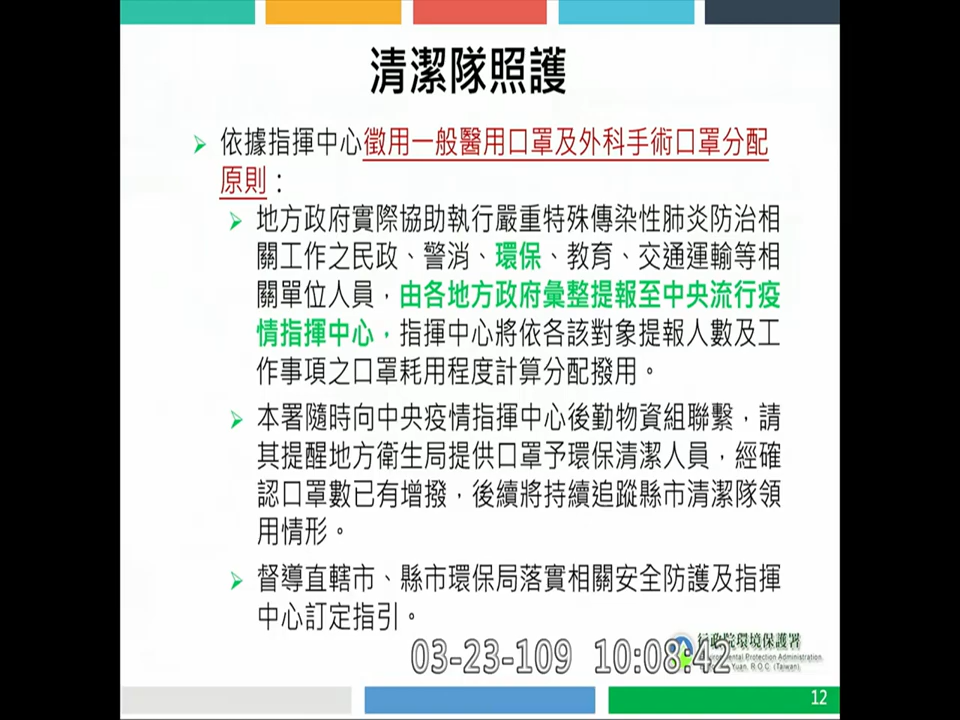 清潔隊照護
依據指揮中心徵用一般醫用口罩及外科手術口罩分配
原則：
地方政府實際協助執行嚴重特殊傳染性肺炎防治相
關工作之民政、警消、環保、教育、交通運輸等相
關單位人員，由各地方政府彙整提報至中央流行疫
情指揮中心，指揮中心將依各該對象提報人數及工
作事項之口罩耗用程度計算分配撥用。
本署隨時向中央疫情指揮中心後勤物資組聯繫，請
其提醒地方衛生局提供口罩予環保清潔人員，經確
認口罩數已有增撥，後續將持續追蹤縣市清潔隊領
用情形。
督導直轄市、縣市環保局落實相關安全防護及指揮
中心訂定指引。
行政院環境保護署
Environmental Protection Administration
Yuan, R.O.C. (Taiwan)
03-23-109 10:08:42
12